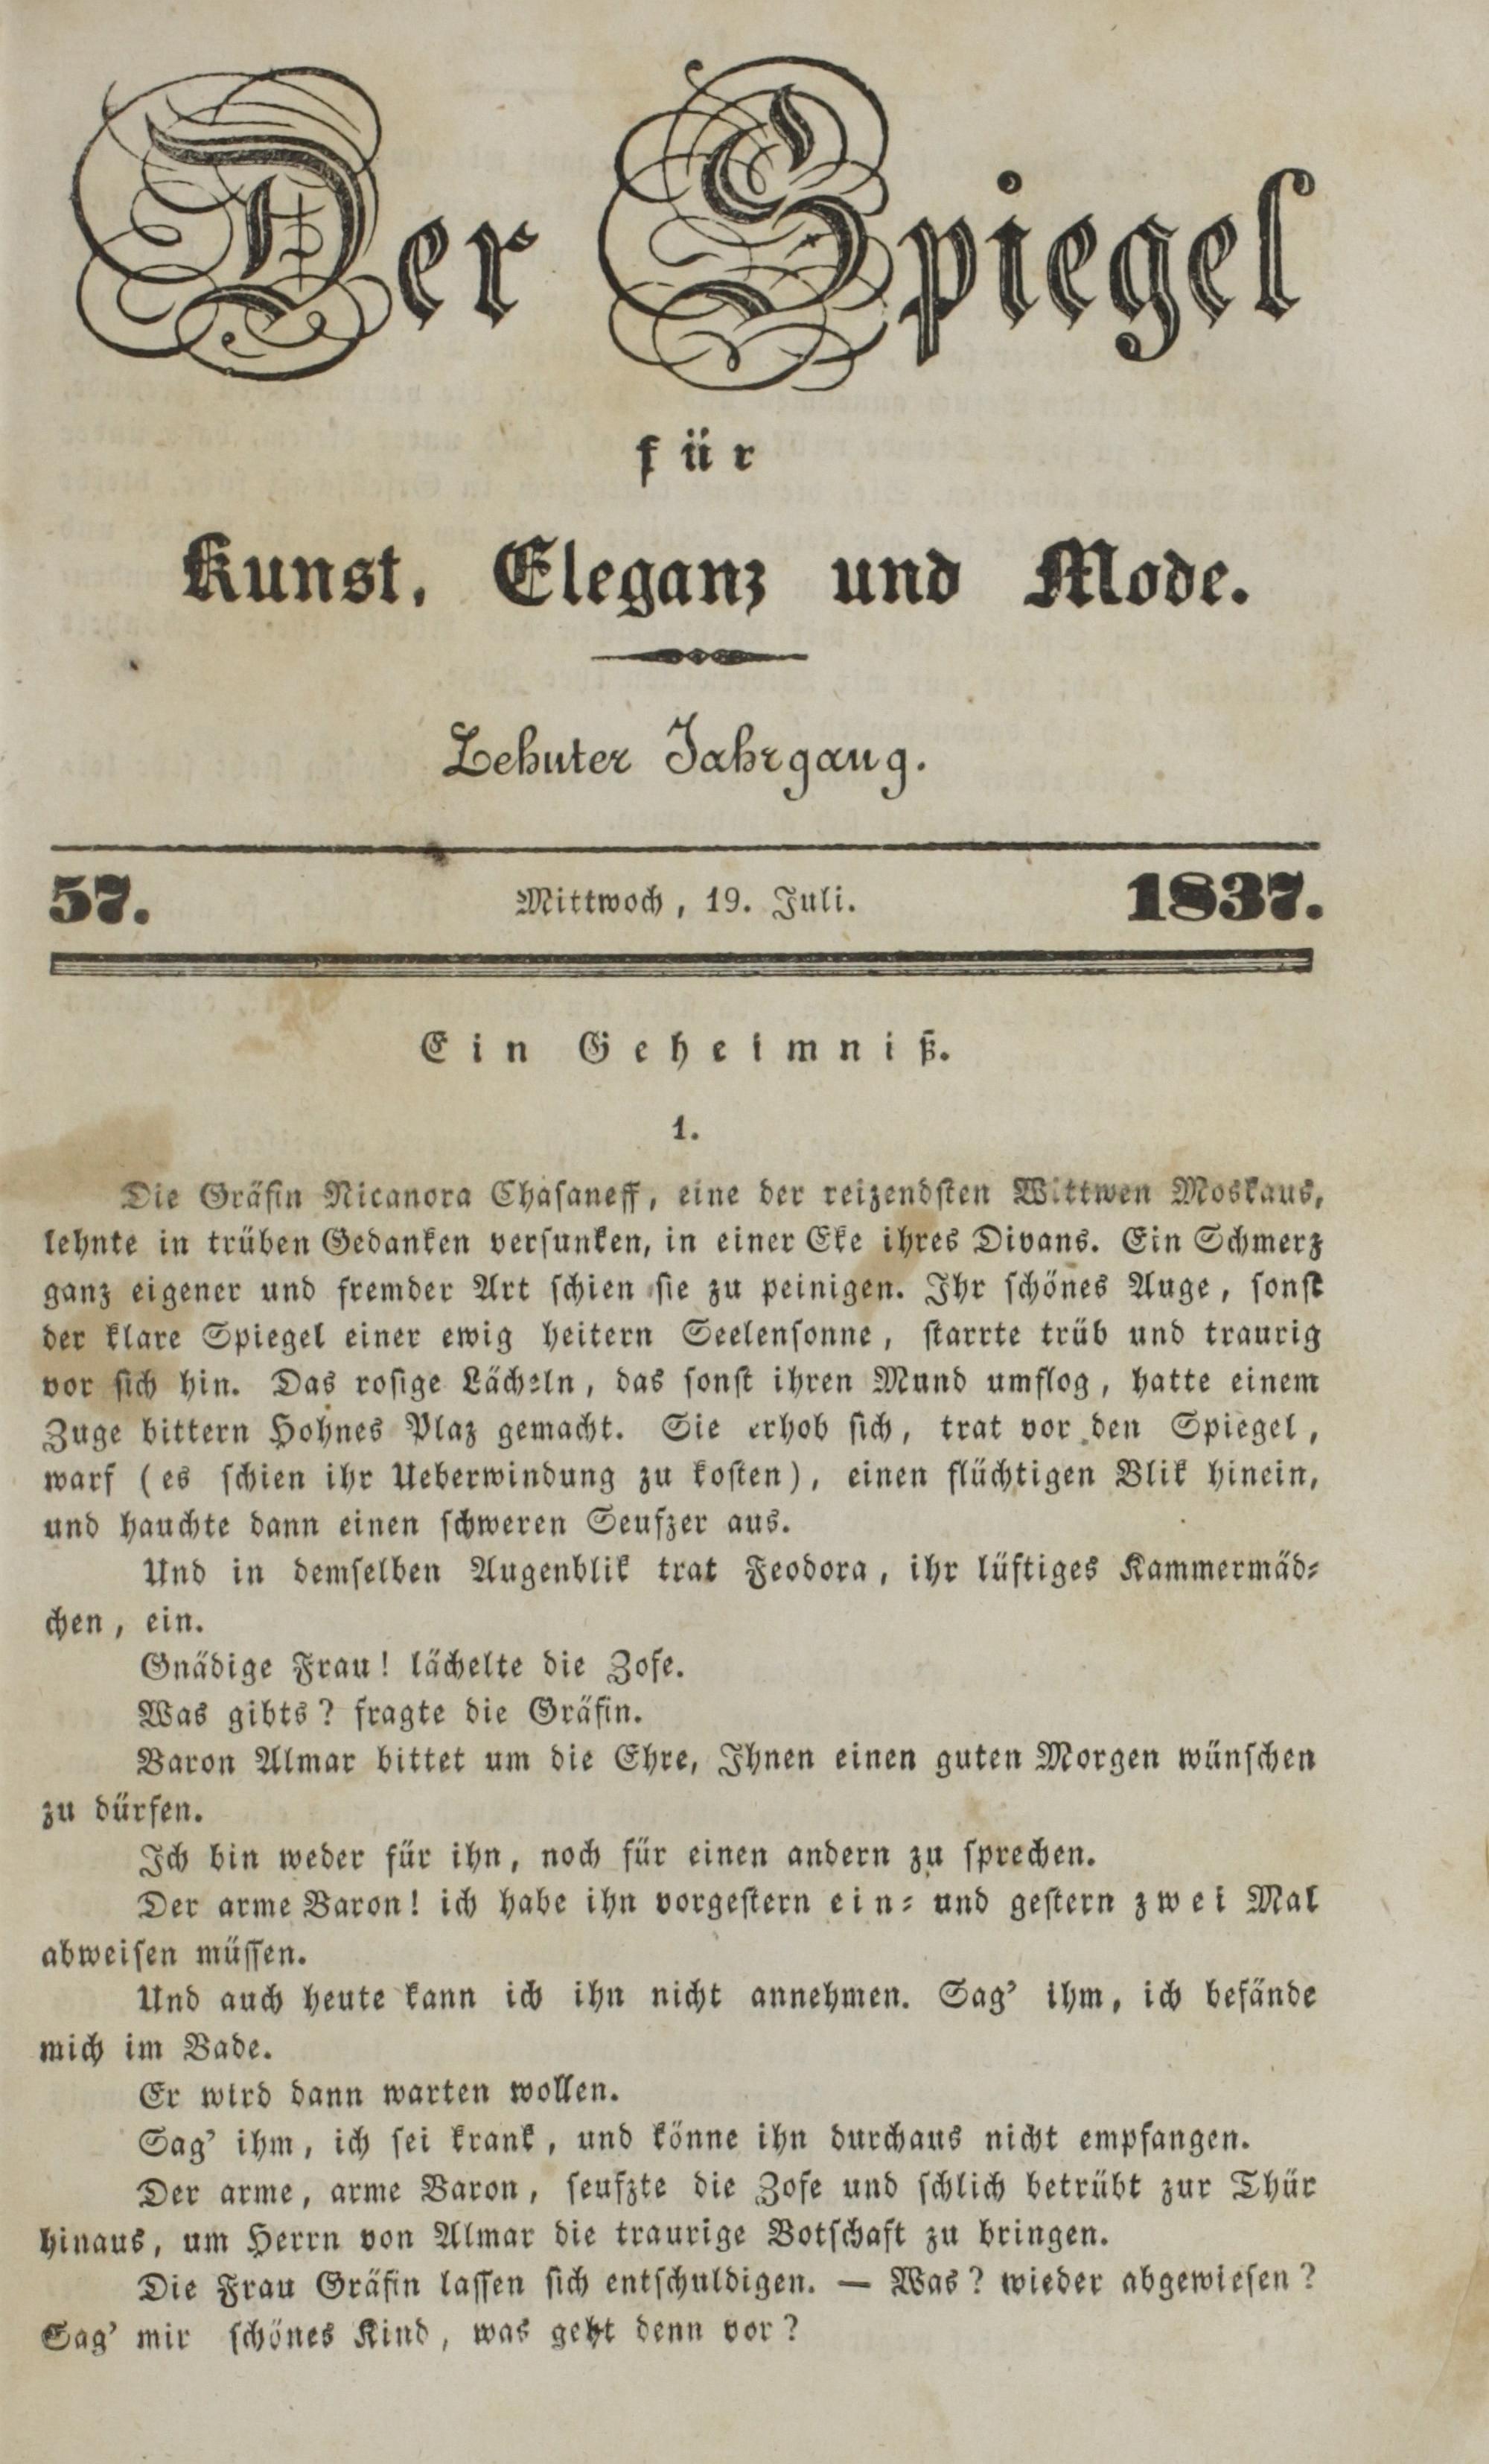 Der Spiegel
für
Kunst, Eleganz und Mode.
Zehnter Jahrgang.
57. Mittwoch, 19. Juli. 1837.
Ein Geheimniß.
1.
Die Gräfin Nicanora Chasaneff, eine der reizendsten Wittwen Moskaus,
lehnte in trüben Gedanken versunken, in einer Eke ihres Divans. Ein Schmerz
ganz eigener und fremder Art schien sie zu peinigen. Ihr schönes Auge, sonst
der klare Spiegel einer ewig heitern Seelensonne, starrte trüb und traurig
vor sich hin. Das rosige Lächeln, das sonst ihren Mund umflog, hatte einem
Zuge bittern Hohnes Plaz gemacht. Sie erhob sich, trat vor den Spiegel,
warf (es schien ihr Ueberwindung zu kosten), einen flüchtigen Blik hinein,
und hauchte dann einen schweren Seufzer aus.
Und in demselben Augenblik trat Feodora, ihr lüftiges Kammermäd-
chen, ein.
Gnädige Frau! lächelte die Zofe.
Was gibts? fragte die Gräfin.
Baron Almar bittet um die Ehre, Ihnen einen guten Morgen wünschen
zu dürfen.
Ich bin weder für ihn, noch für einen andern zu sprechen.
Der arme Baron! ich habe ihn vorgestern ein- und gestern zwei Mal
abweisen müssen.
Und auch heute kann ich ihn nicht annehmen. Sag' ihm, ich befände
mich im Bade.
Er wird dann warten wollen.
Sag' ihm, ich sei krank, und könne ihn durchaus nicht empfangen.
Der arme, arme Baron, seufzte die Zofe und schlich betrübt zur Thür
hinaus, um Herrn von Almar die traurige Botschaft zu bringen.
Die Frau Gräfin lassen sich entschuldigen. — Was? wieder abgewiesen?
Sag' mir schönes Kind, was geht denn vor?